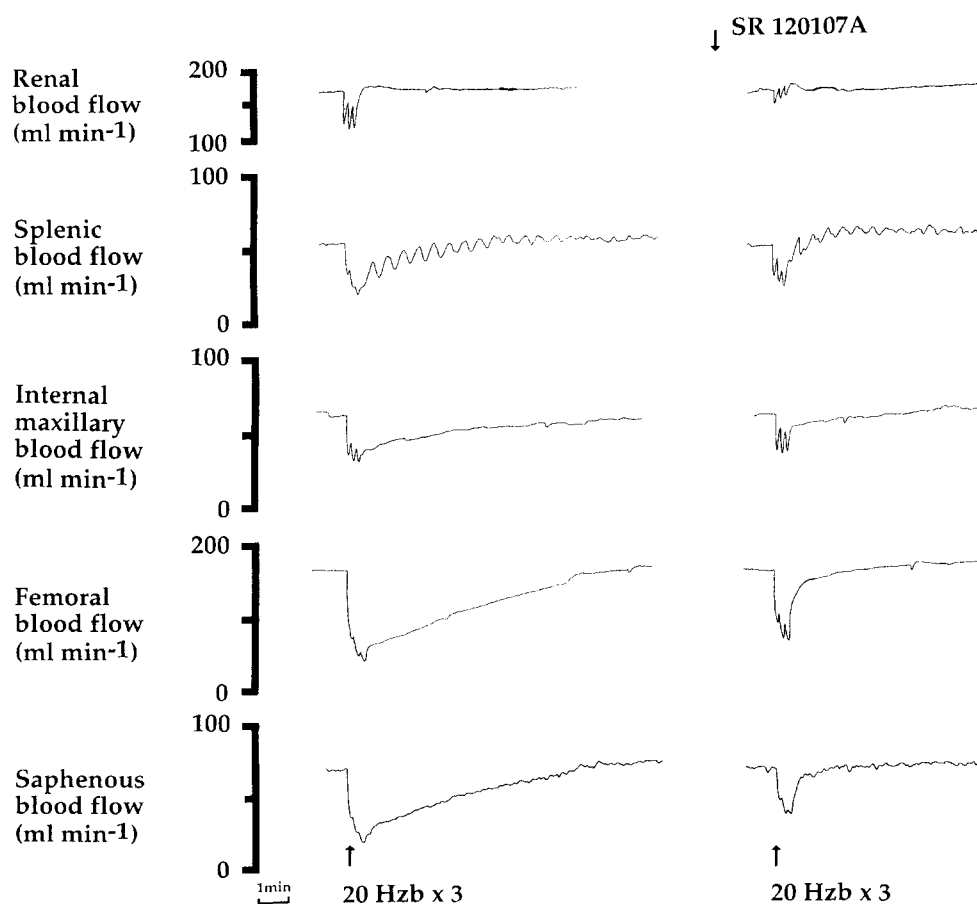 ↓ SR 120107A
Renal
blood flow
(ml min-1)
200
100
Splenic
blood flow
(ml min-1)
100
0
Internal
maxillary
blood flow
(ml min-1)
100
0
Femoral
blood flow
(ml min-1)
200
0
Saphenous
blood flow
(ml min-1)
100
0
1min
↑
20 Hzb x 3
↑
20 Hzb x 3